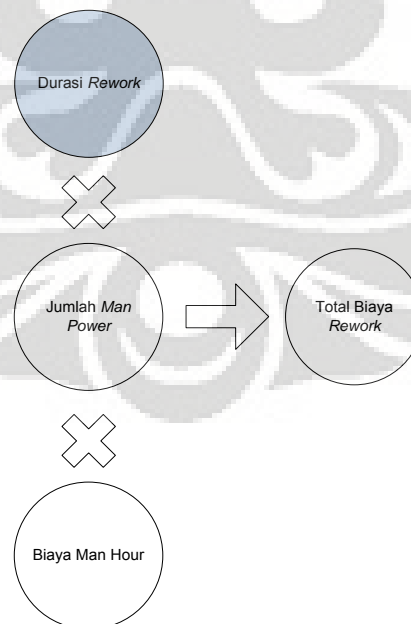 Durasi Rework
Jumlah Man
Power
Total Biaya
Rework
Biaya Man Hour